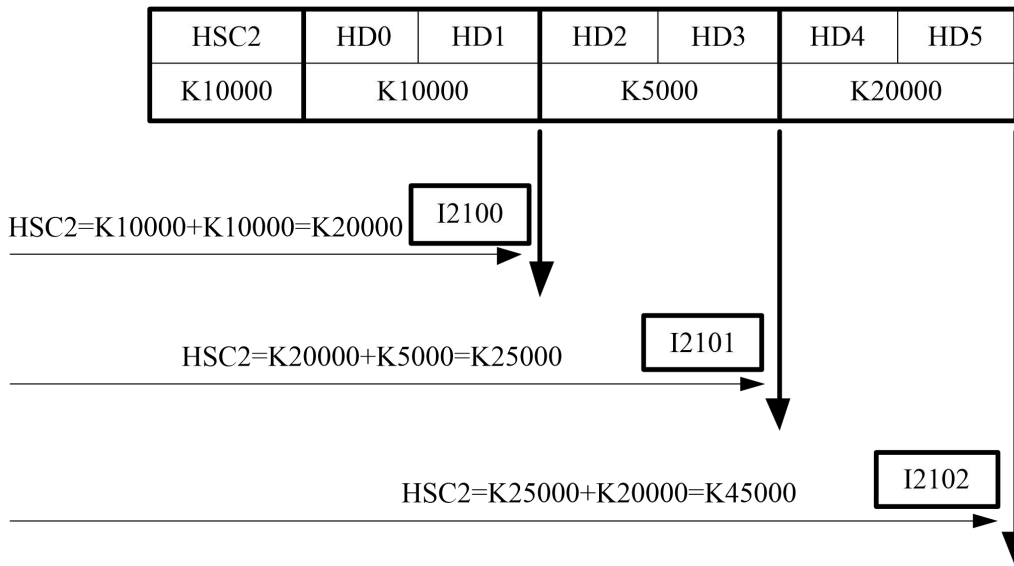 HSC2 HD0 HD1 HD2 HD3 HD4 HD5
K10000 K10000 K5000 K20000
I2100
HSC2=K10000+K10000=K20000
I2101
HSC2=K20000+K5000=K25000
I2102
HSC2=K25000+K20000=K45000